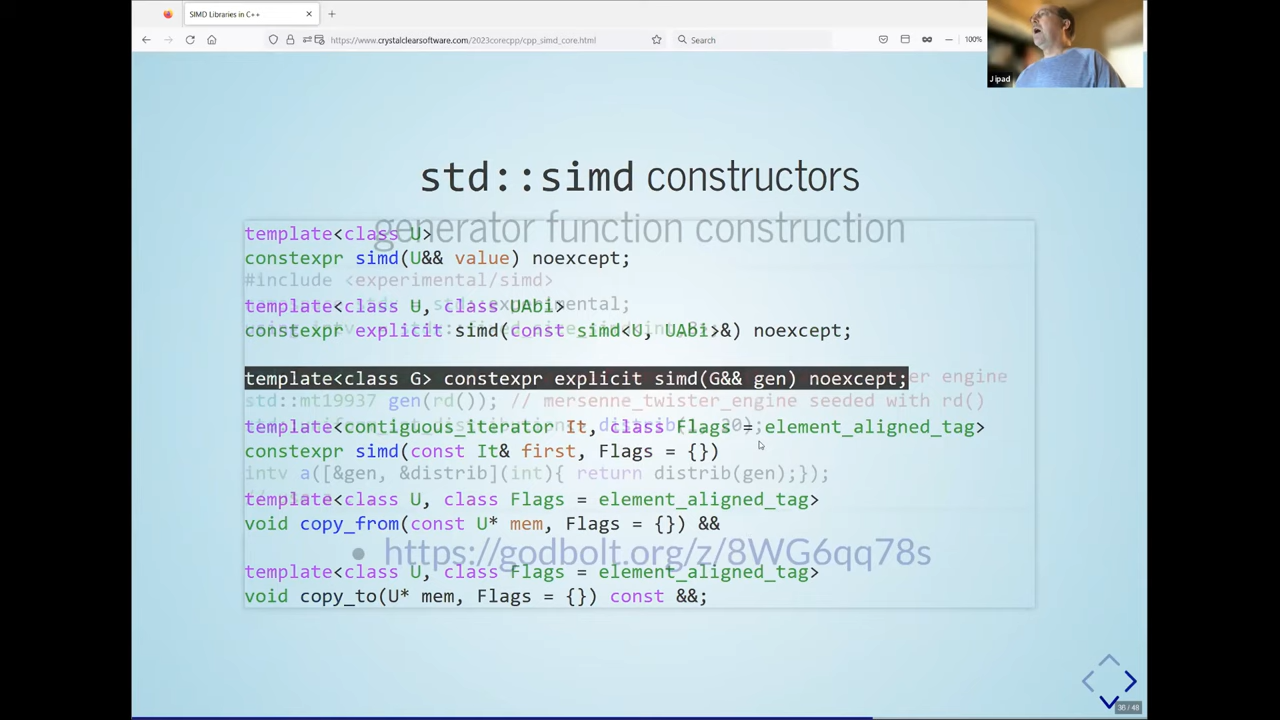 SIMD Libraries in C++
https://www.crystalclearsoftware.com/2023corecpp/cpp_simd_core.html
Search
100%
J ipad
std::simd constructors
generator function construction
template<class U>
constexpr simd(U&& value) noexcept;
#include <experimental/simd>
template<class U, class UAbi>
constexpr explicit simd(const simd<U, UAbi>&) noexcept;
template<class G> constexpr explicit simd(G&& gen) noexcept;
engine
std::mt19937 gen(rd()); // mersenne_twister_engine seeded with rd()
template<contiguous_iterator It, class Flags = element_aligned_tag>
constexpr simd(const It& first, Flags = {})
intv a([&gen, &distrib](int){ return distrib(gen);});
template<class U, class Flags = element_aligned_tag>
void copy_from(const U* mem, Flags = {}) &&
• https://godbolt.org/z/8WG6qq78s
template<class U, class Flags = element_aligned_tag>
void copy_to(U* mem, Flags = {}) const &&;
36 / 48